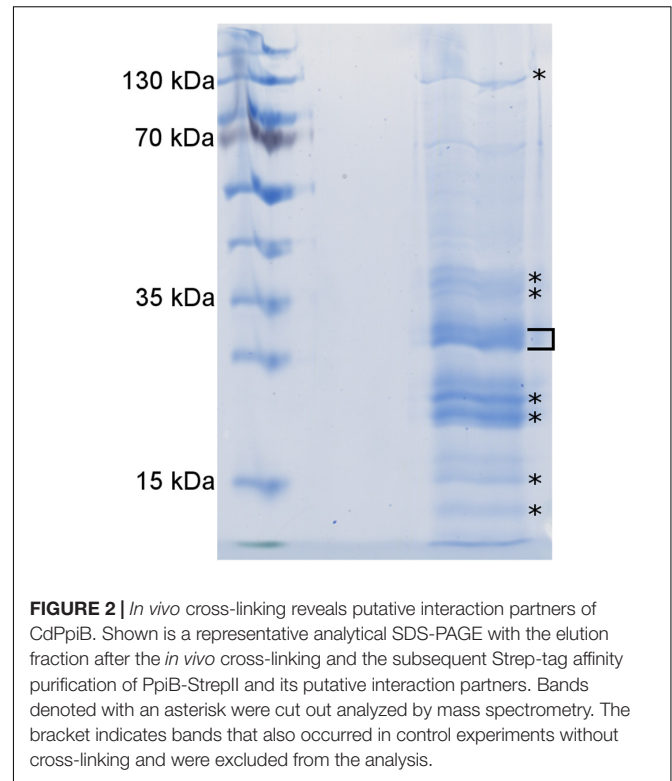 130 kDa
*
70 kDa
*
35 kDa
*
*
*
15 kDa
*
*
FIGURE 2 | In vivo cross-linking reveals putative interaction partners of
CdPpiB. Shown is a representative analytical SDS-PAGE with the elution
fraction after the in vivo cross-linking and the subsequent Strep-tag affinity
purification of PpiB-StrepII and its putative interaction partners. Bands
denoted with an asterisk were cut out analyzed by mass spectrometry. The
bracket indicates bands that also occurred in control experiments without
cross-linking and were excluded from the analysis.